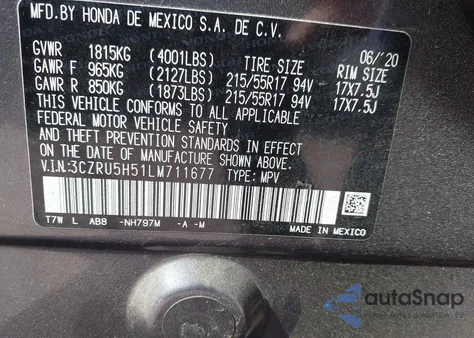 MFD.BY HONDA DE MEXICO S.A. DE C.V.
06/'20
GVWR 1815KG (4001LBS) TIRE SIZE RIM SIZE
GAWR F 965KG (2127LBS) 215/55R17 94V 17X7.5J
GAWR R 850KG (1873LBS) 215/55R17 94V 17X7.5J
THIS VEHICLE CONFORMS TO ALL APPLICABLE
FEDERAL MOTOR VEHICLE SAFETY
AND THEFT PREVENTION STANDARDS IN EFFECT ON
THE DATE OF MANUFACTURE SHOWN ABOVE.
V.I.N:3CZRU5H51LM711677 TYPE: MPV
T7W L AB8 -NH797M -A -M
MADE IN MEXICO
autoSnap